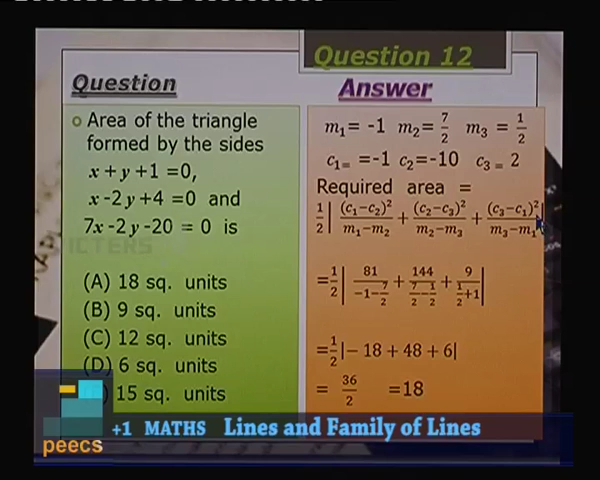 Question 12
Question
Area of the triangle
formed by the sides
x+y+1=0,
x-2y+4=0 and
7x-2y-20=0 is
(A) 18 sq. units
(B) 9 sq. units
(C) 12 sq. units
(D) 6 sq. units
15 sq. units
Answer
m₁= -1 m₂=7/2 m₃ = 1/2
c₁₌ =-1 c₂=-10 c₃ ₌ 2
Required area =
1/2|(c₁-c₂)²/(m₁-m₂) + (c₂-c₃)²/(m₂-m₃) + (c₃-c₁)²/(m₃-m₁)|
=1/2|81/(-1-7/2) + 144/(7/2-1/2) + 9/(1/2+1)|
=1/2|- 18 + 48 + 6|
= 36/2 =18
VICTERS
+1 MATHS Lines and Family of Lines
peecs